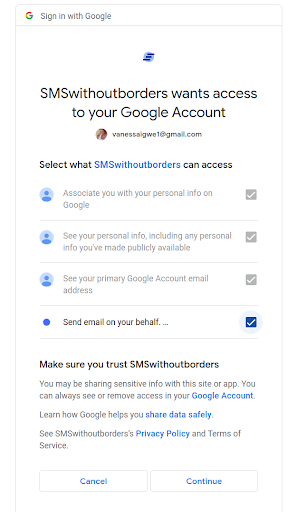 Sign in with Google
SMSwithoutborders wants access
to your Google Account
vanessaigwe1@gmail.com
Select what SMSwithoutborders can access
Associate you with your personal info on
Google
See your personal info, including any personal
info you've made publicly available
See your primary Google Account email
address
Send email on your behalf. ...
Make sure you trust SMSwithoutborders
You may be sharing sensitive info with this site or app. You
can always see or remove access in your Google Account.
Learn how Google helps you share data safely.
See SMSwithoutborders's Privacy Policy and Terms of
Service.
Cancel
Continue